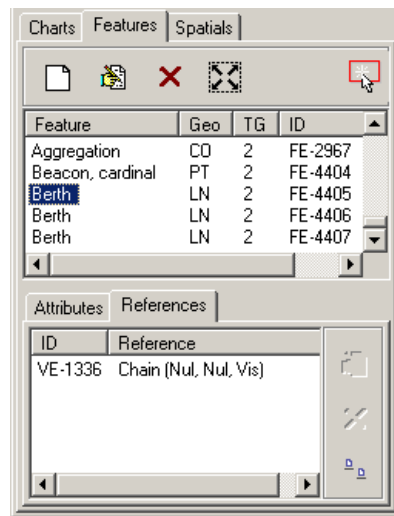 Charts Features Spatials
Feature Geo TG ID
Aggregation CO 2 FE-2967
Beacon, cardinal PT 2 FE-4404
Berth LN 2 FE-4405
Berth LN 2 FE-4406
Berth LN 2 FE-4407
Attributes References
ID Reference
VE-1336 Chain (Nul, Nul, Vis)